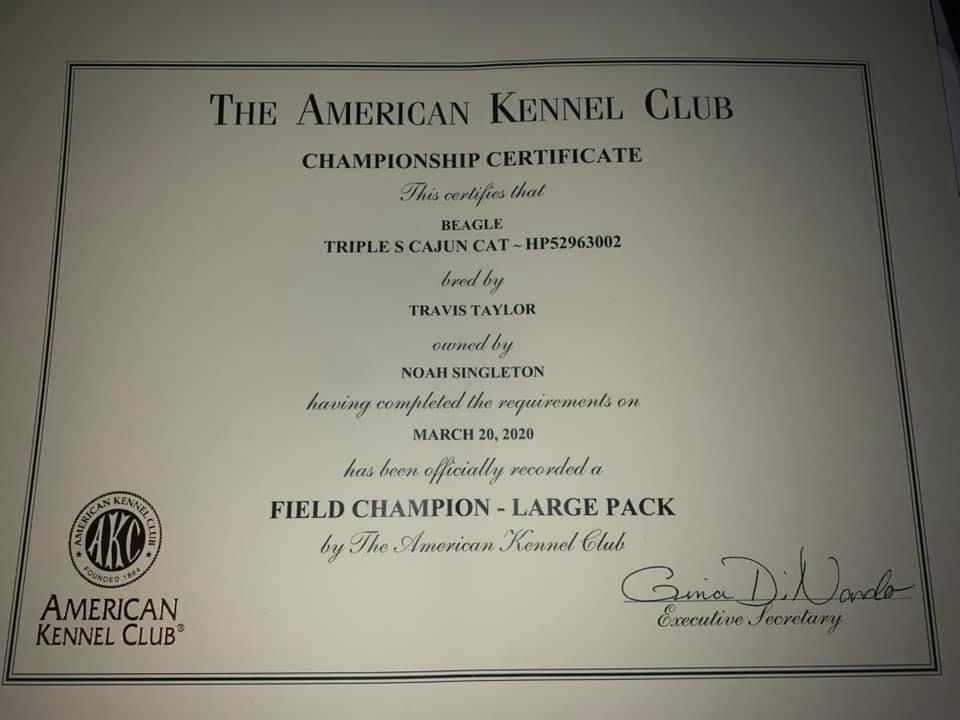 THE AMERICAN KENNEL CLUB
CHAMPIONSHIP CERTIFICATE
This certifies that
BEAGLE
TRIPLE S CAJUN CAT ~ HP52963002
bred by
TRAVIS TAYLOR
owned by
NOAH SINGLETON
having completed the requirements on
MARCH 20, 2020
has been officially recorded a
FIELD CHAMPION - LARGE PACK
by The American Kennel Club
AMERICAN KENNEL CLUB
AKC
FOUNDED 1884
AMERICAN
KENNEL CLUB®
Gina DiNardo
Executive Secretary